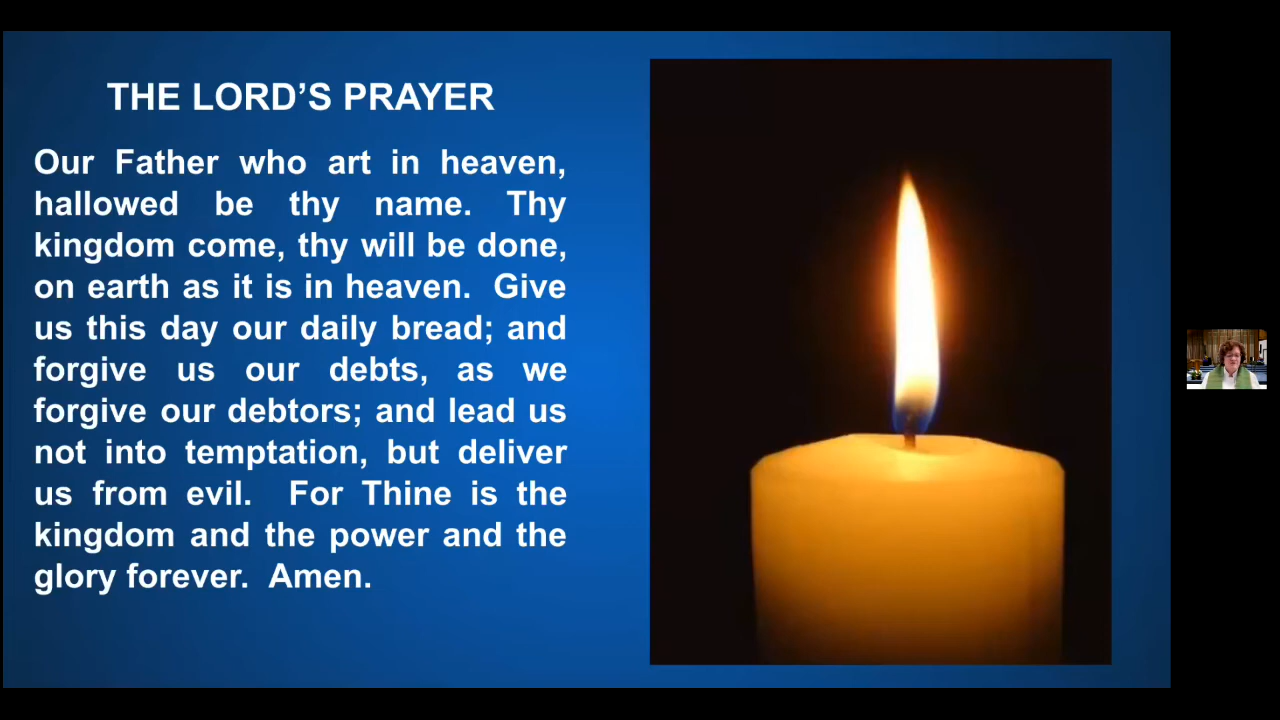 THE LORD’S PRAYER
Our Father who art in heaven,
hallowed be thy name. Thy
kingdom come, thy will be done,
on earth as it is in heaven.  Give
us this day our daily bread; and
forgive us our debts, as we
forgive our debtors; and lead us
not into temptation, but deliver
us from evil.  For Thine is the
kingdom and the power and the
glory forever.  Amen.